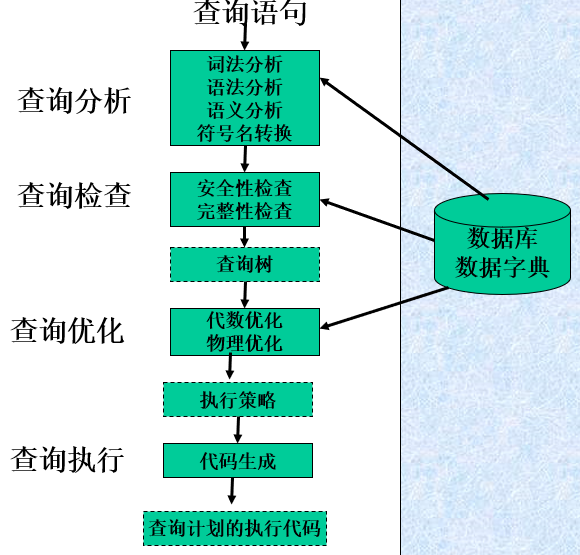 查询语句
词法分析
语法分析
语义分析
符号名转换
查询分析
查询检查
安全性检查
完整性检查
数据库
数据字典
查询树
查询优化
代数优化
物理优化
执行策略
查询执行
代码生成
查询计划的执行代码